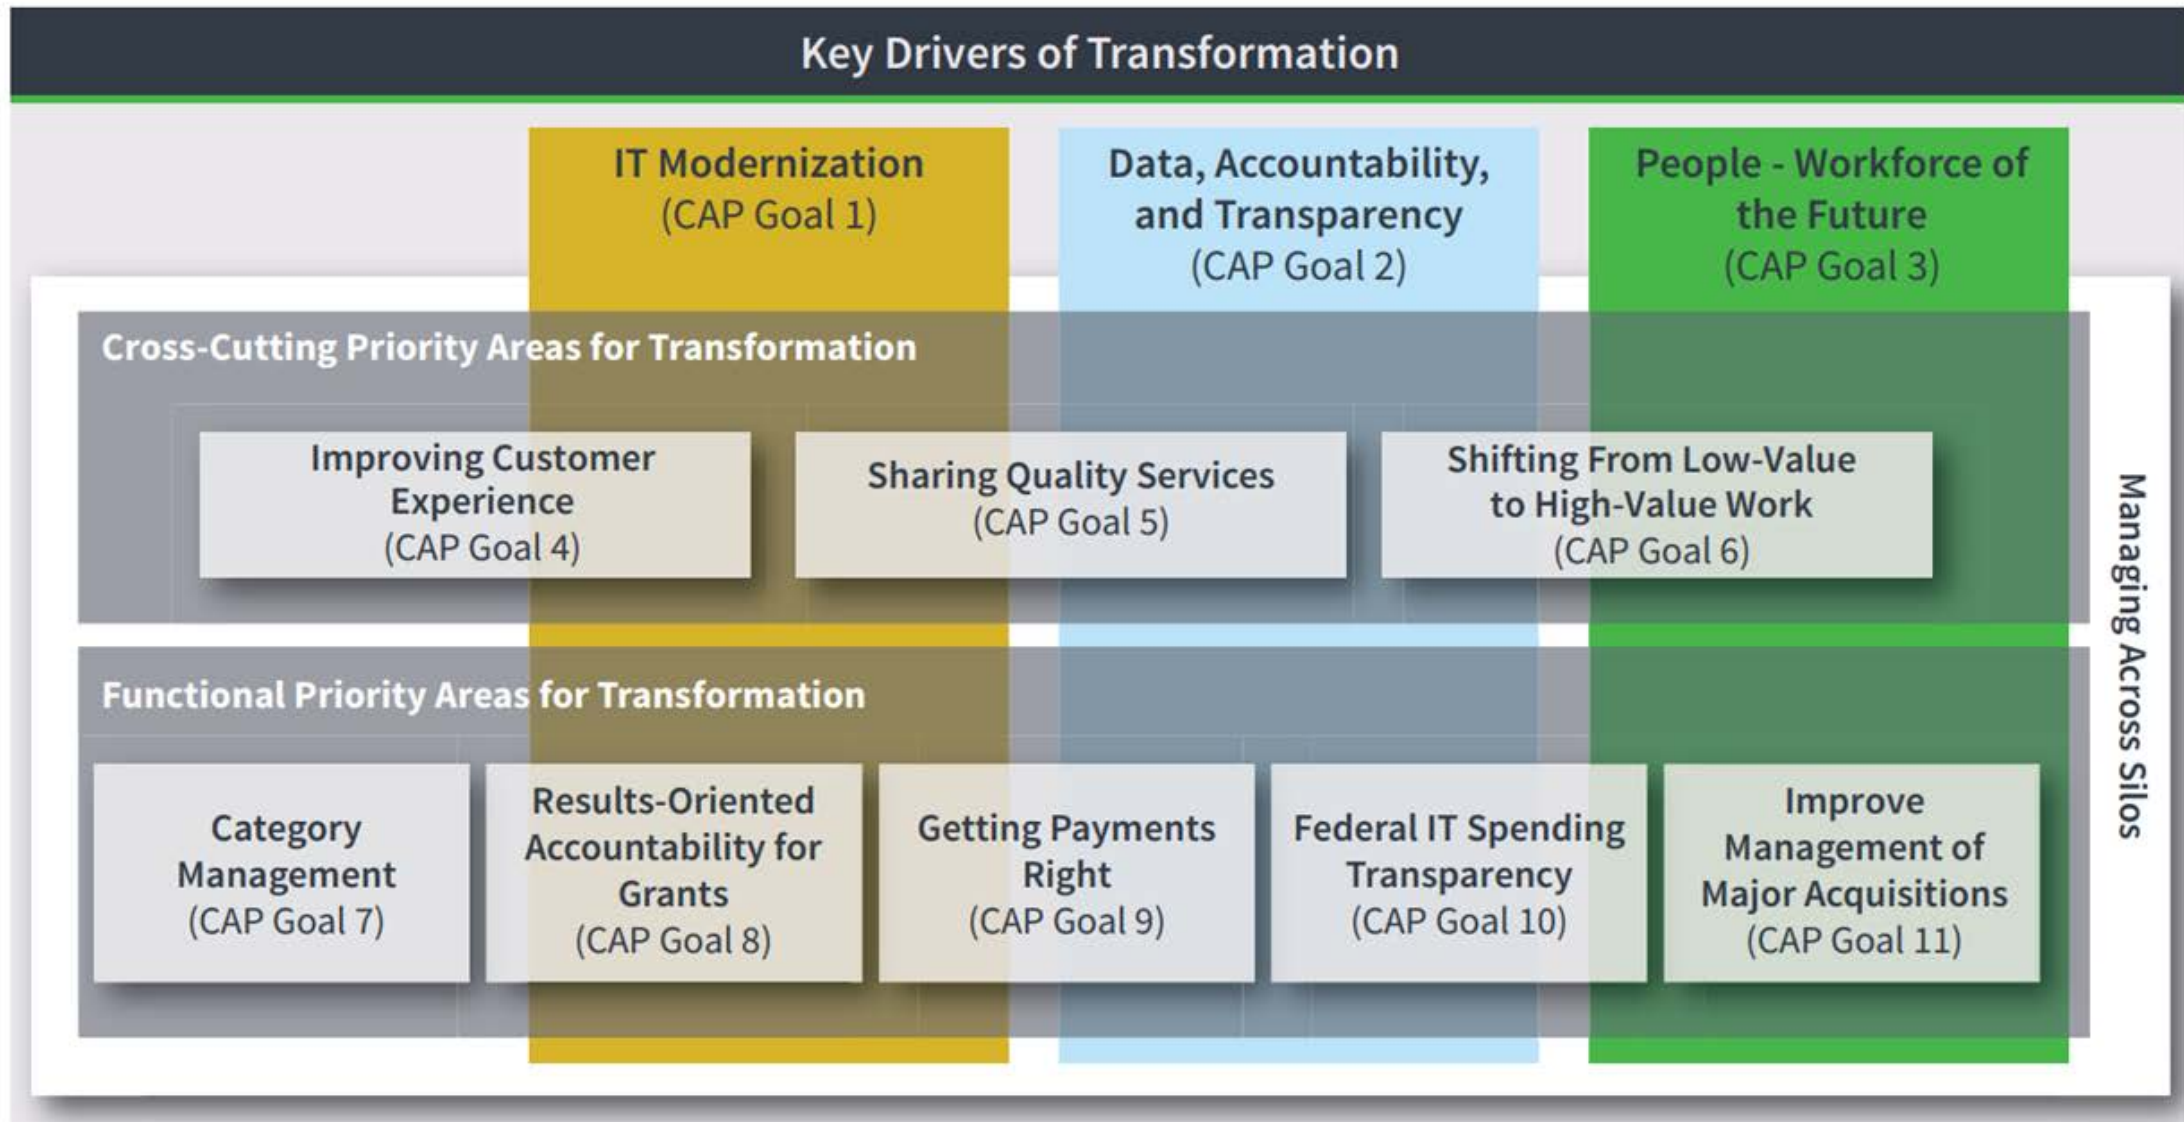 Key Drivers of Transformation
IT Modernization
(CAP Goal 1)
Data, Accountability,
and Transparency
(CAP Goal 2)
People - Workforce of
the Future
(CAP Goal 3)
Cross-Cutting Priority Areas for Transformation
Improving Customer
Experience
(CAP Goal 4)
Sharing Quality Services
(CAP Goal 5)
Shifting From Low-Value
to High-Value Work
(CAP Goal 6)
Functional Priority Areas for Transformation
Category
Management
(CAP Goal 7)
Results-Oriented
Accountability for
Grants
(CAP Goal 8)
Getting Payments
Right
(CAP Goal 9)
Federal IT Spending
Transparency
(CAP Goal 10)
Improve
Management of
Major Acquisitions
(CAP Goal 11)
Managing Across Silos